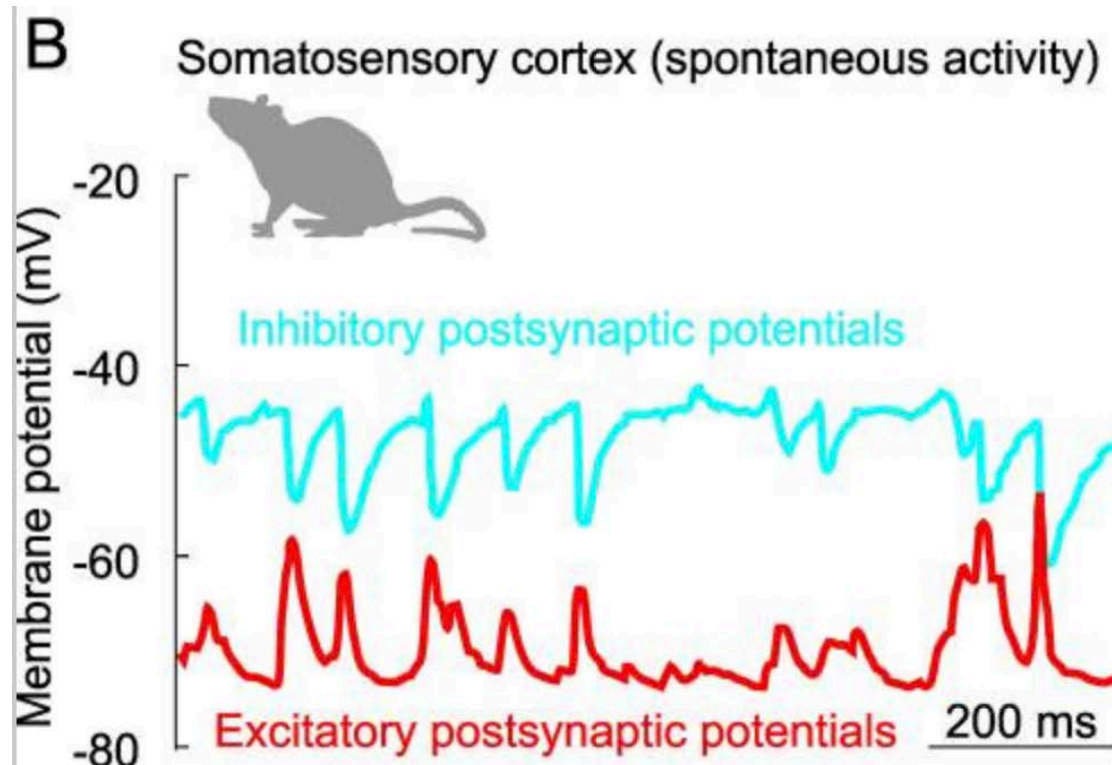 B
Somatosensory cortex (spontaneous activity)
-20
-40
-60
-80
Membrane potential (mV)
Inhibitory postsynaptic potentials
Excitatory postsynaptic potentials
200 ms